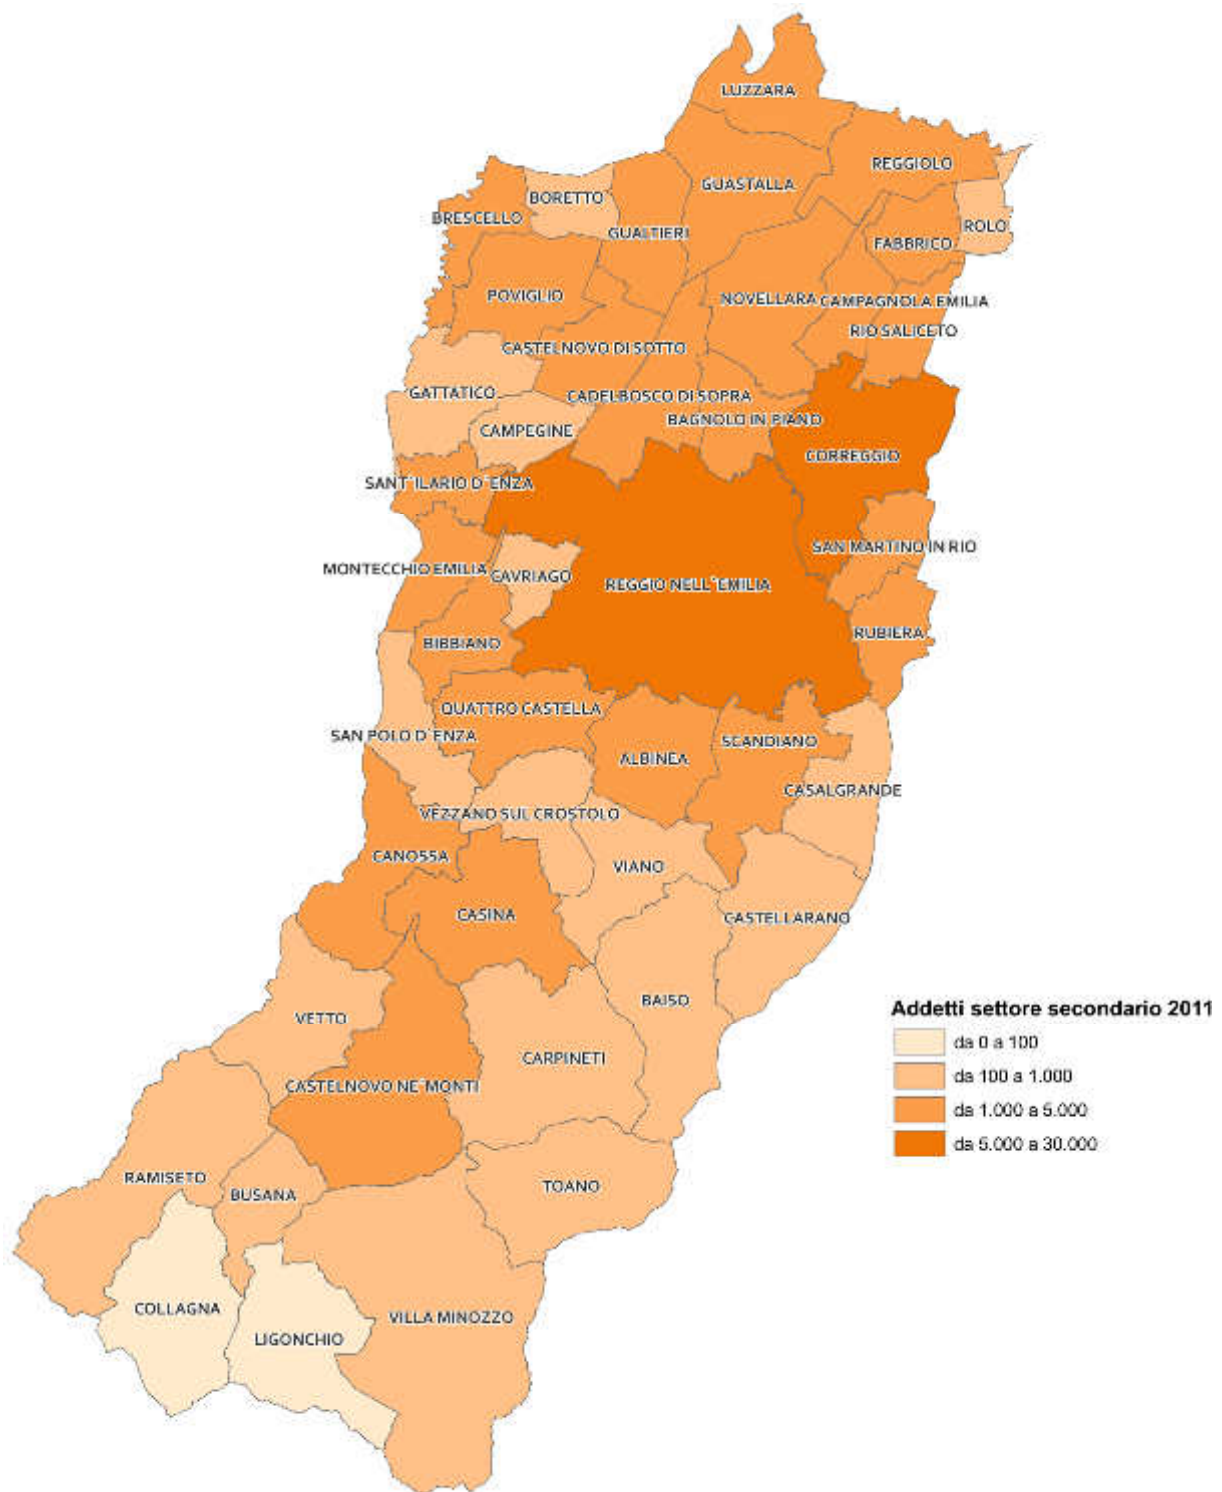 LUZZARA
REGGIOLO
GUASTALLA
BORETTO
BRESCELLO
GUALTIERI
ROLO
FABBRICO
POVIGLIO
NOVELLARA
CAMPAGNOLA EMILIA
RIO SALICETO
CASTELNOVO DI SOTTO
GATTATICO
CADELBOSCO DI SOPRA
BAGNOLO IN PIANO
CAMPEGINE
CORREGGIO
SANT`ILARIO D`ENZA
SAN MARTINO IN RIO
MONTECCHIO EMILIA
CAVRIAGO
REGGIO NELL`EMILIA
RUBIERA
BIBBIANO
QUATTRO CASTELLA
SAN POLO D`ENZA
SCANDIANO
ALBINEA
CASALGRANDE
VEZZANO SUL CROSTOLO
CANOSSA
VIANO
CASINA
CASTELLARANO
BAISO
VETTO
CARPINETI
CASTELNOVO NE`MONTI
RAMISETO
BUSANA
TOANO
COLLAGNA
VILLA MINOZZO
LIGONCHIO
Addetti settore secondario 2011
da 0 a 100
da 100 a 1.000
da 1.000 a 5.000
da 5.000 a 30.000